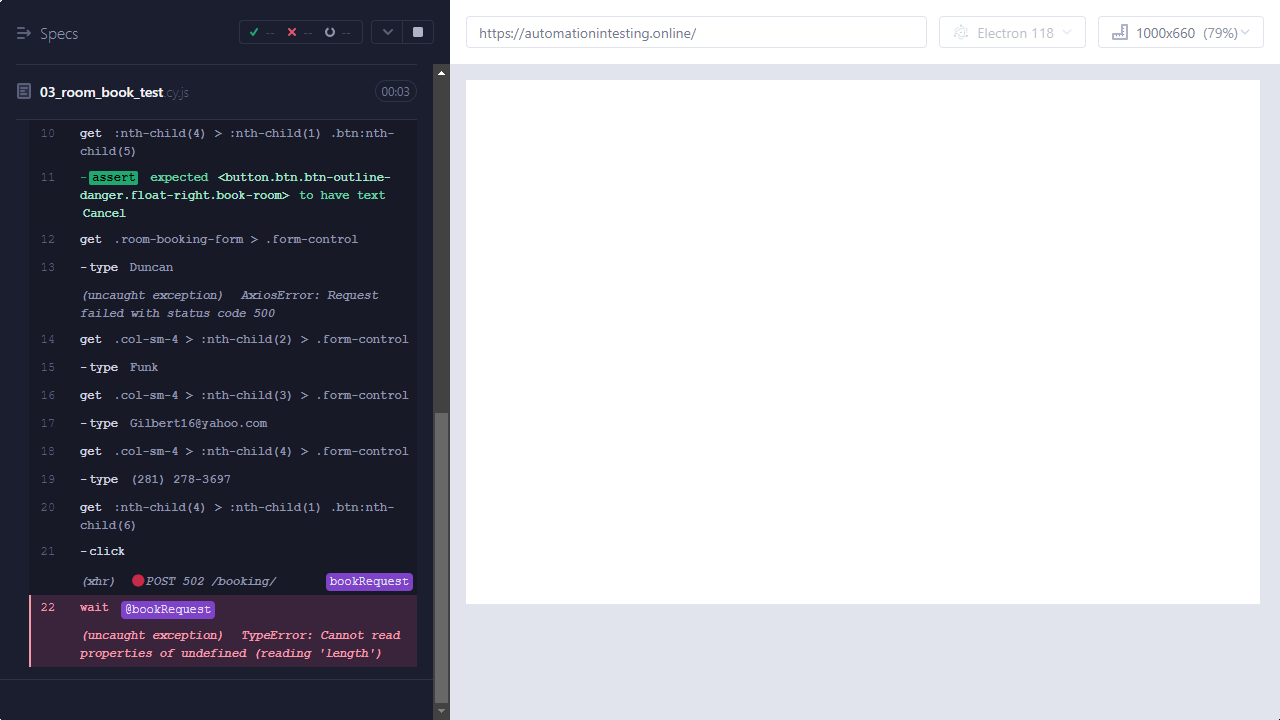 Specs
--
--
--
https://automationintesting.online/
Electron 118
1000x660 (79%)
03_room_book_test.cy.js
00:03
10 get :nth-child(4) > :nth-child(1) .btn:nth-
child(5)
11 -assert expected <button.btn.btn-outline-
danger.float-right.book-room> to have text
Cancel
12 get .room-booking-form > .form-control
13 -type Duncan
(uncaught exception) AxiosError: Request
failed with status code 500
14 get .col-sm-4 > :nth-child(2) > .form-control
15 -type Funk
16 get .col-sm-4 > :nth-child(3) > .form-control
17 -type Gilbert16@yahoo.com
18 get .col-sm-4 > :nth-child(4) > .form-control
19 -type (281) 278-3697
20 get :nth-child(4) > :nth-child(1) .btn:nth-
child(6)
21 -click
(xhr) POST 502 /booking/ bookRequest
22 wait @bookRequest
(uncaught exception) TypeError: Cannot read
properties of undefined (reading 'length')